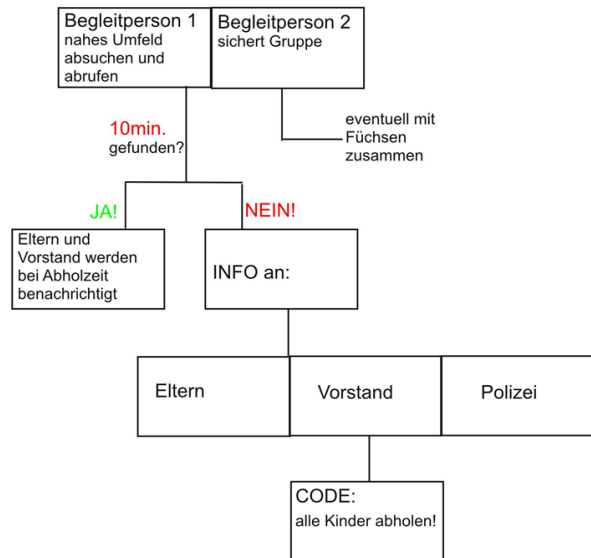 Begleitperson 1
nahes Umfeld
absuchen und
abrufen
Begleitperson 2
sichert Gruppe
10min.
gefunden?
eventuell mit
Füchsen
zusammen
JA!
NEIN!
Eltern und
Vorstand werden
bei Abholzeit
benachrichtigt
INFO an:
Eltern
Vorstand
Polizei
CODE:
alle Kinder abholen!